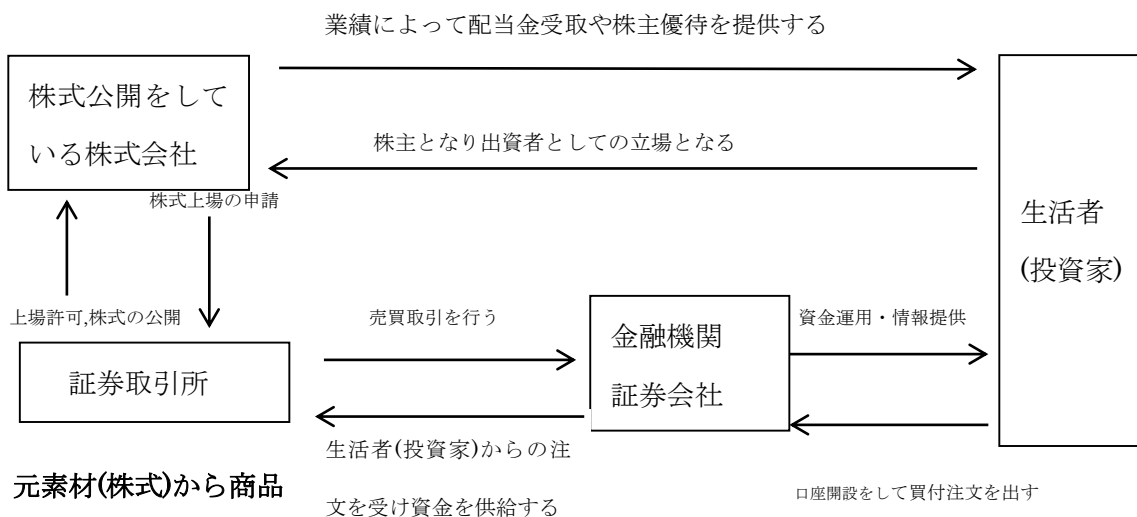 業績によって配当金受取や株主優待を提供する
株式公開をして
いる株式会社
株主となり出資者としての立場となる
株式上場の申請
生活者
(投資家)
上場許可,株式の公開
売買取引を行う
金融機関
証券会社
資金運用・情報提供
証券取引所
生活者(投資家)からの注
文を受け資金を供給する
元素材(株式)から商品
口座開設をして買付注文を出す